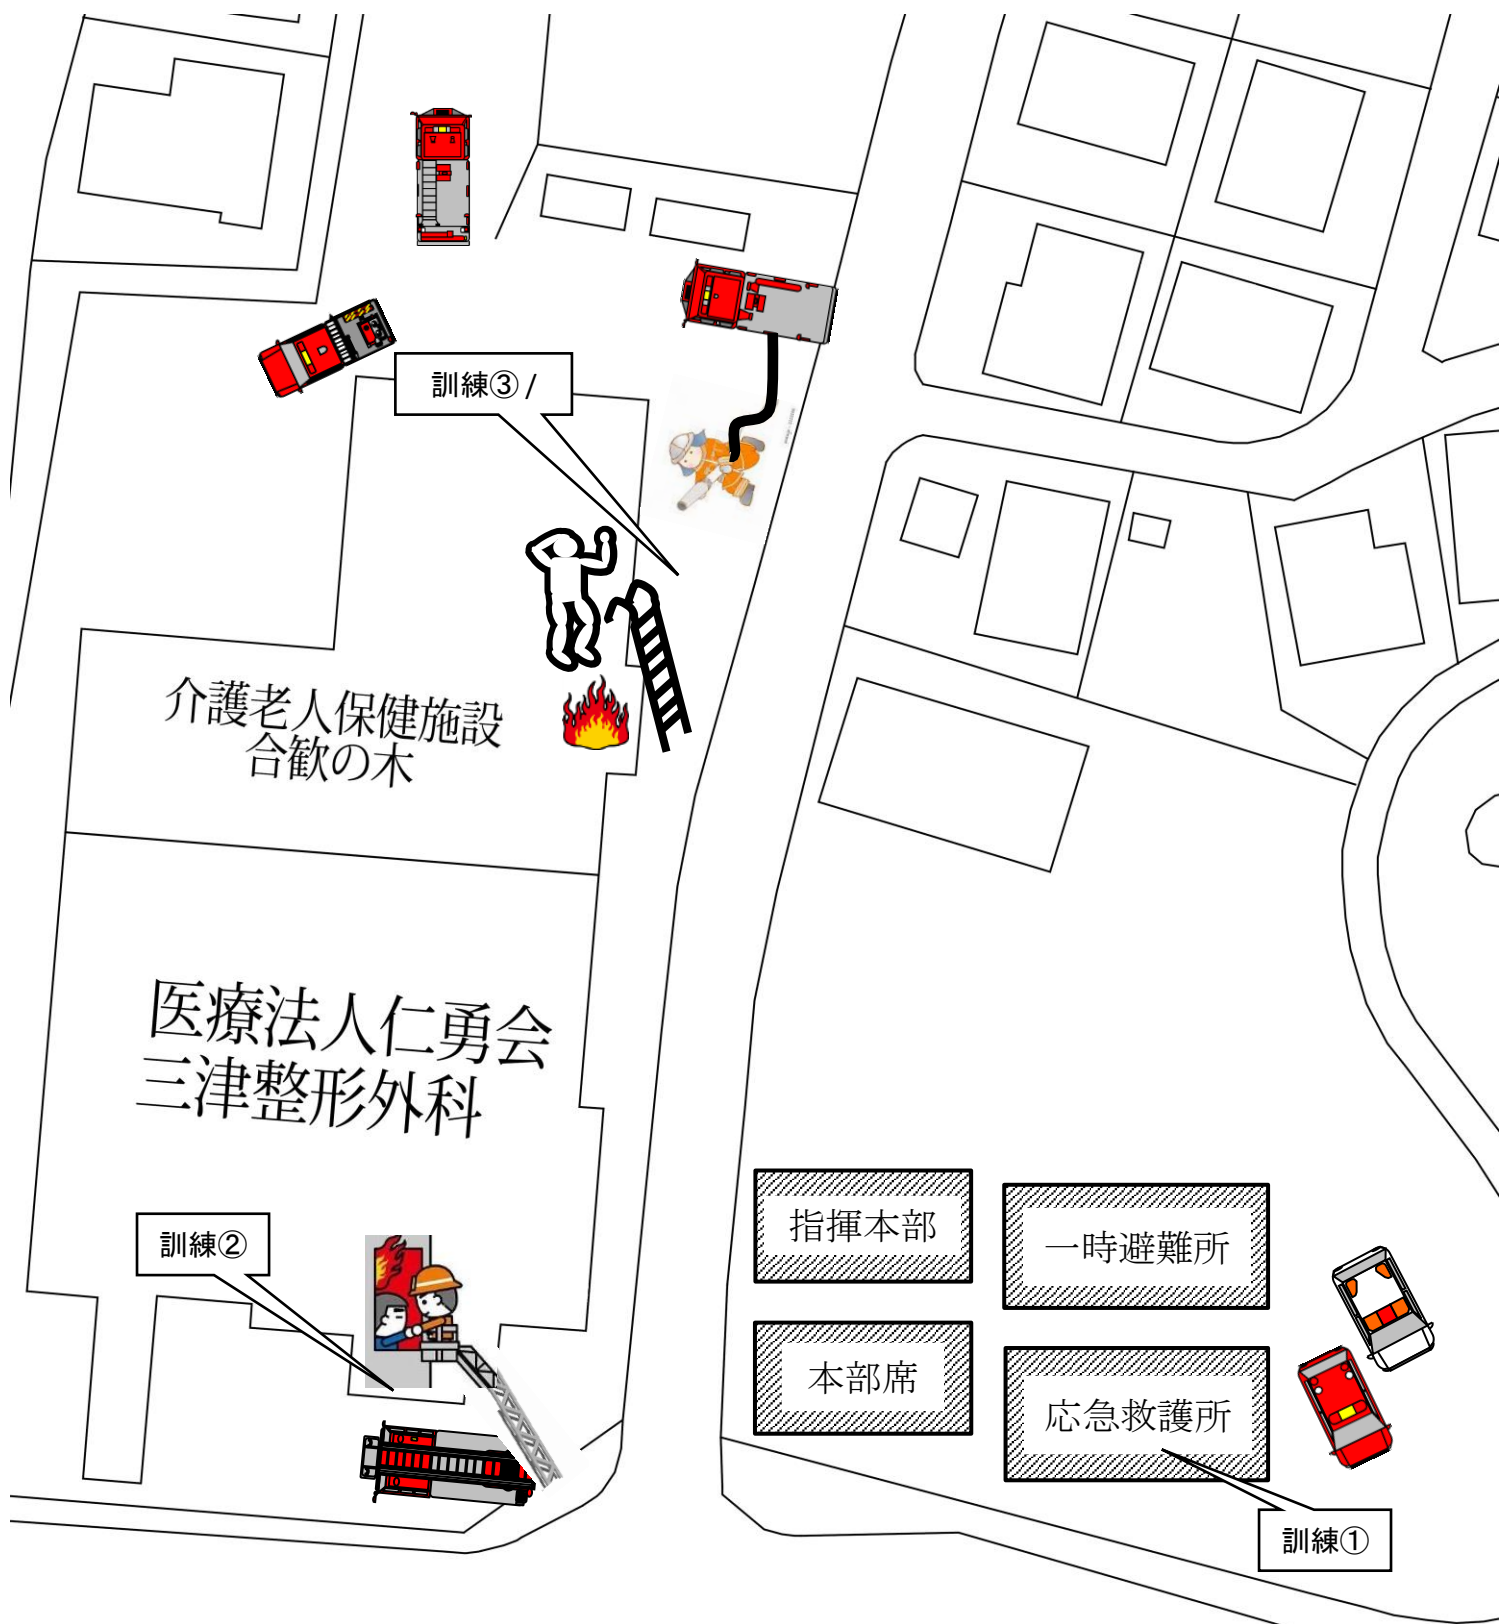 訓練③ /
介護老人保健施設
合歓の木
医療法人仁勇会
三津整形外科
指揮本部
一時避難所
訓練②
本部席
応急救護所
訓練①